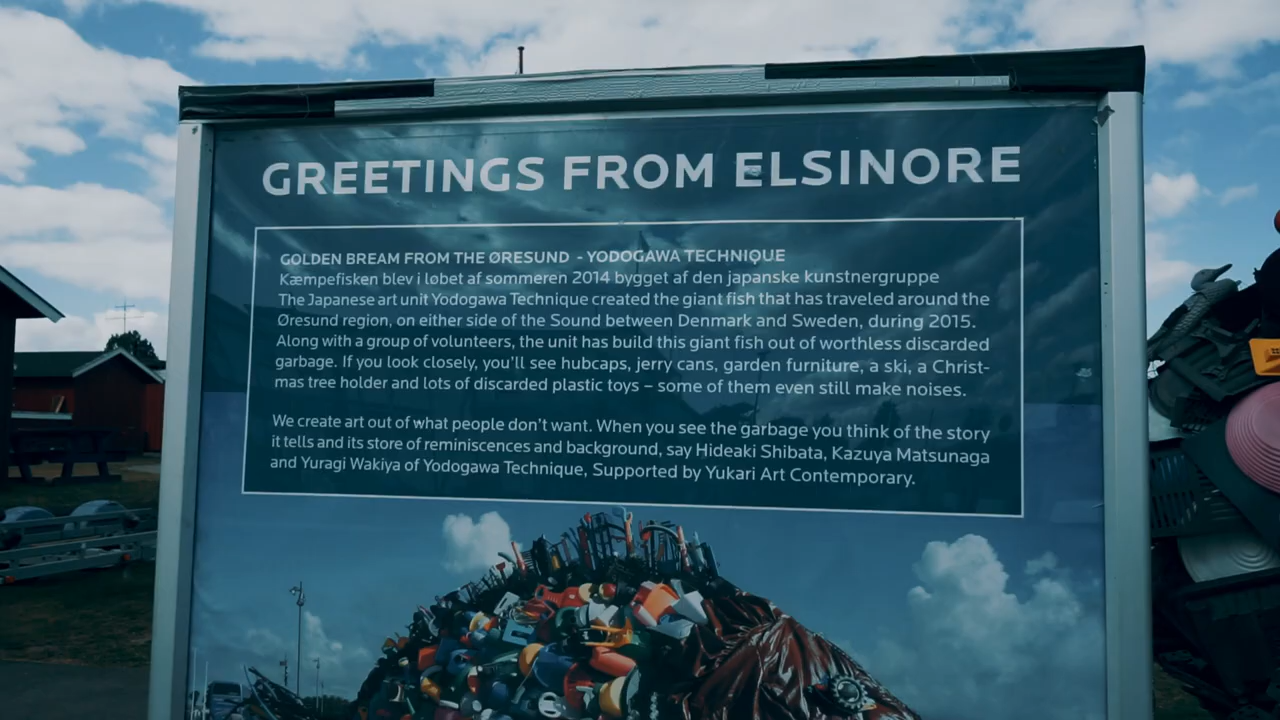 GREETINGS FROM ELSINORE
GOLDEN BREAM FROM THE ØRESUND - YODOGAWA TECHNIQUE
Kæmpefisken blev i løbet af sommeren 2014 bygget af den japanske kunstnergruppe
The Japanese art unit Yodogawa Technique created the giant fish that has traveled around the
Øresund region, on either side of the Sound between Denmark and Sweden, during 2015.
Along with a group of volunteers, the unit has build this giant fish out of worthless discarded
garbage. If you look closely, you'll see hubcaps, jerry cans, garden furniture, a ski, a Christ-
mas tree holder and lots of discarded plastic toys – some of them even still make noises.
We create art out of what people don't want. When you see the garbage you think of the story
it tells and its store of reminiscences and background, say Hideaki Shibata, Kazuya Matsunaga
and Yuragi Wakiya of Yodogawa Technique, Supported by Yukari Art Contemporary.